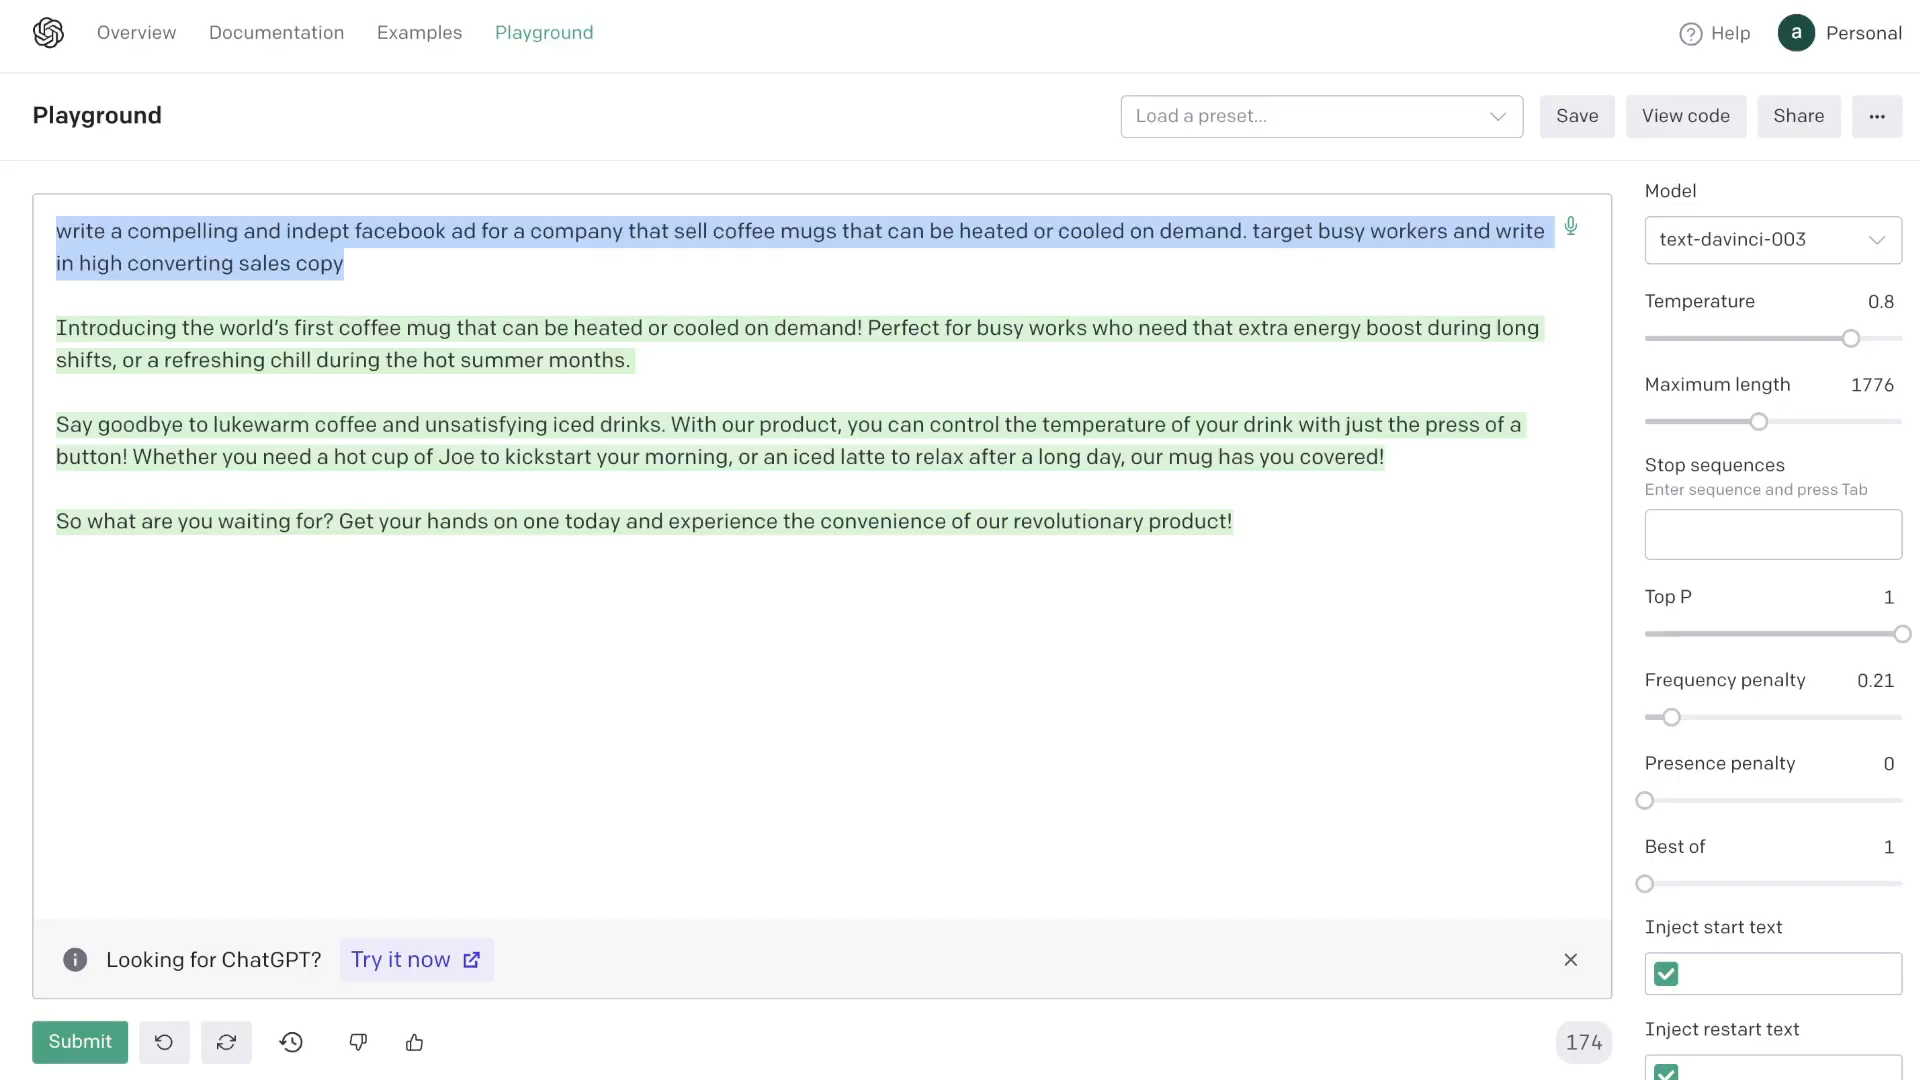 Overview Documentation Examples Playground Help a Personal
Playground Load a preset... Save View code Share ...
write a compelling and indept facebook ad for a company that sell coffee mugs that can be heated or cooled on demand. target busy workers and write
in high converting sales copy
Introducing the world's first coffee mug that can be heated or cooled on demand! Perfect for busy works who need that extra energy boost during long
shifts, or a refreshing chill during the hot summer months.
Say goodbye to lukewarm coffee and unsatisfying iced drinks. With our product, you can control the temperature of your drink with just the press of a
button! Whether you need a hot cup of Joe to kickstart your morning, or an iced latte to relax after a long day, our mug has you covered!
So what are you waiting for? Get your hands on one today and experience the convenience of our revolutionary product!
Looking for ChatGPT? Try it now
Submit 174
Model
text-davinci-003
Temperature 0.8
Maximum length 1776
Stop sequences
Enter sequence and press Tab
Top P 1
Frequency penalty 0.21
Presence penalty 0
Best of 1
Inject start text
Inject restart text